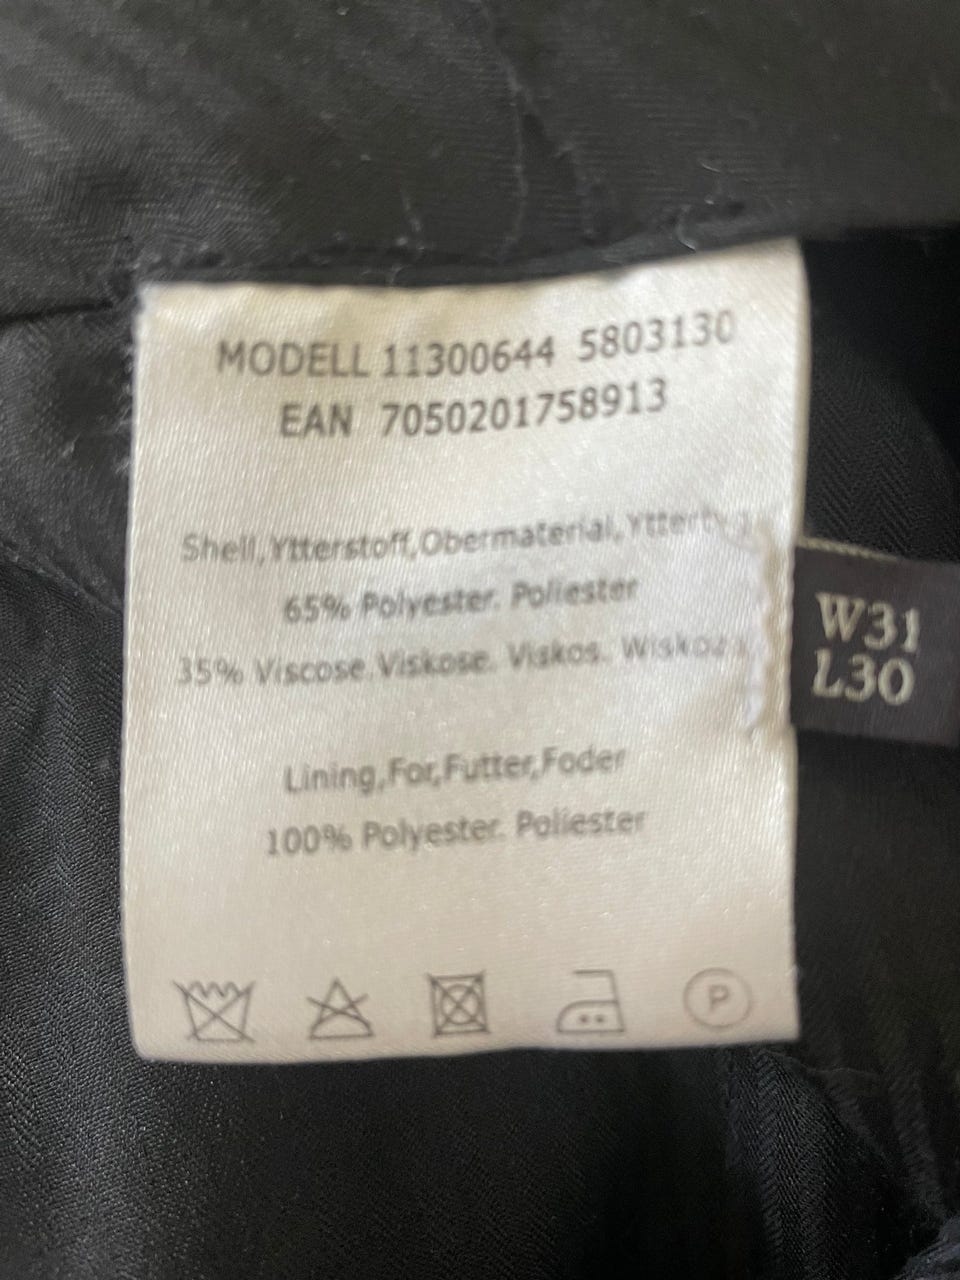 MODELL 11300644 5803130
EAN 7050201758913
Shell,Ytterstoff,Obermaterial,
65% Polyester. Poliester
35% Viscose.Viskose. Viskos. Wiskoza
Lining,For,Futter,Foder
100% Polyester. Poliester
P
W31
L30